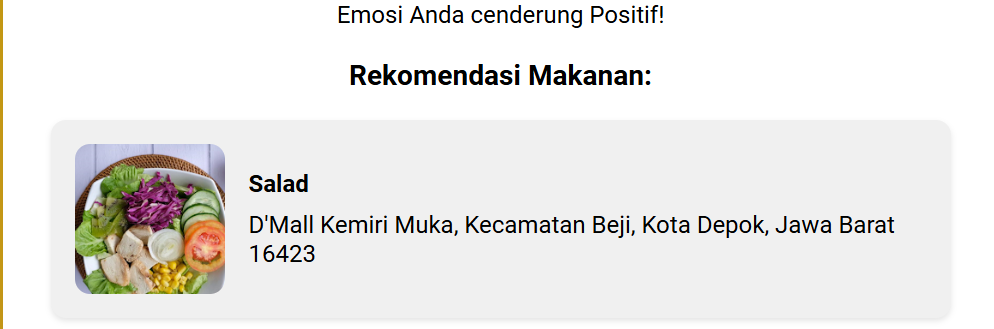 Emosi Anda cenderung Positif!
Rekomendasi Makanan:
Salad
D'Mall Kemiri Muka, Kecamatan Beji, Kota Depok, Jawa Barat
16423